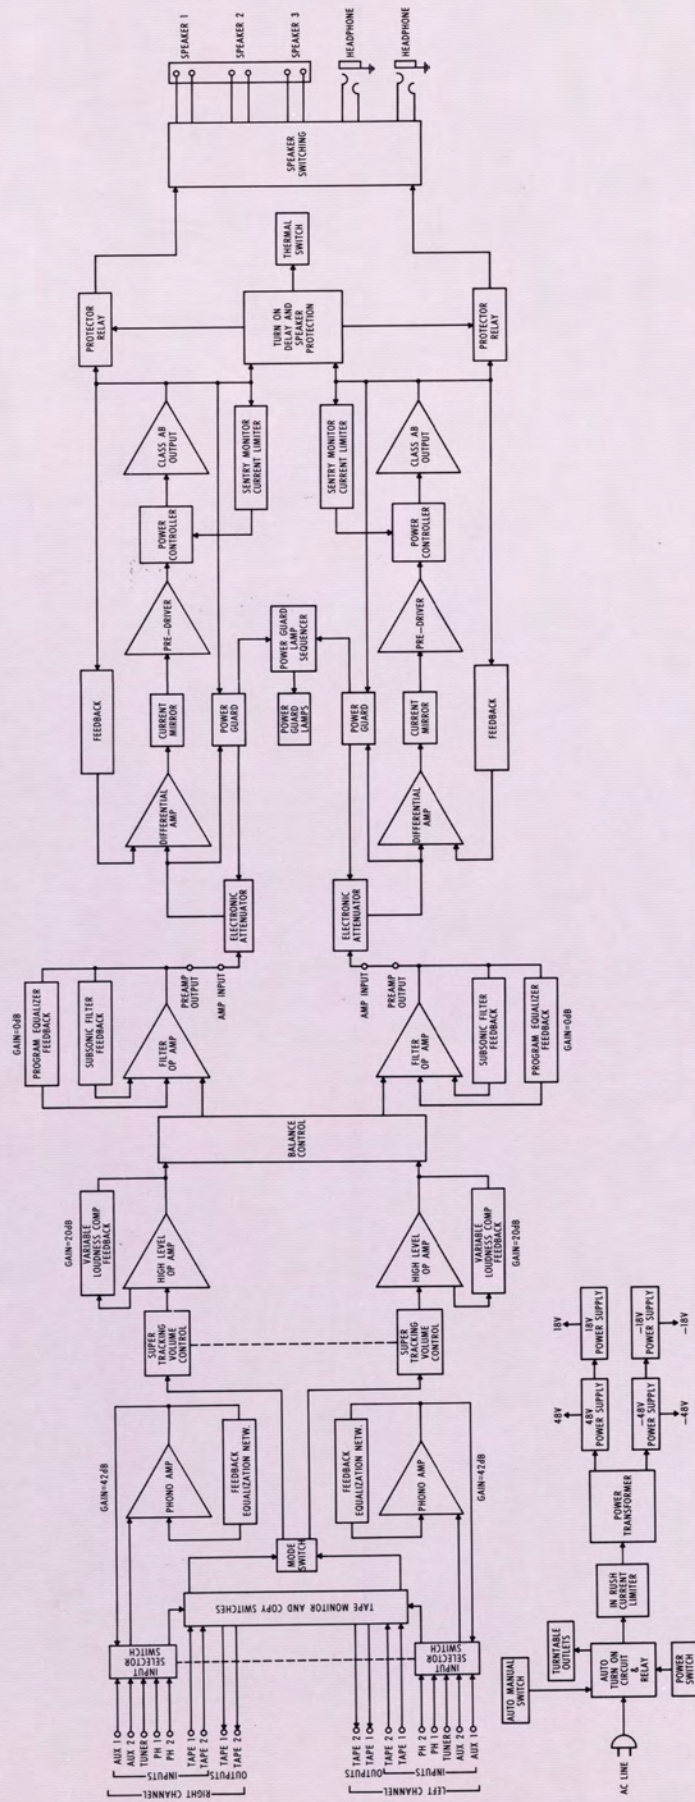 RIGHT CHANNEL
INPUTS
OUTPUTS
AUX 1
AUX 2
TUNER
PH 1
PH 2
TAPE 1
TAPE 2
TAPE 1
TAPE 2
INPUT
SELECTOR
SWITCH
GAIN=42dB
PHONO AMP
FEEDBACK
EQUALIZATION NETW.
TAPE MONITOR AND COPY SWITCHES
MODE
SWITCH
SUPER
TRACKING
VOLUME
CONTROL
GAIN=20dB
VARIABLE
LOUDNESS COMP
FEEDBACK
HIGH LEVEL
OP AMP
BALANCE
CONTROL
GAIN=0dB
PROGRAM EQUALIZER
FEEDBACK
SUBSONIC FILTER
FEEDBACK
FILTER
OP AMP
PREAMP
OUTPUT
AMP INPUT
ELECTRONIC
ATTENUATOR
FEEDBACK
DIFFERENTIAL
AMP
CURRENT
MIRROR
PRE-DRIVER
POWER
CONTROLLER
CLASS AB
OUTPUT
POWER
GUARD
SENTRY MONITOR
CURRENT LIMITER
PROTECTOR
RELAY
POWER
GUARD
LAMPS
POWER GUARD
LAMP
SEQUENCER
TURN ON
DELAY AND
SPEAKER
PROTECTION
THERMAL
SWITCH
SPEAKER
SWITCHING
SPEAKER 1
SPEAKER 2
SPEAKER 3
HEADPHONE
HEADPHONE
LEFT CHANNEL
OUTPUTS
INPUTS
TAPE 2
TAPE 1
TAPE 2
TAPE 1
PH 2
PH 1
TUNER
AUX 2
AUX 1
INPUT
SELECTOR
SWITCH
FEEDBACK
EQUALIZATION NETW.
PHONO AMP
GAIN=42dB
SUPER
TRACKING
VOLUME
CONTROL
HIGH LEVEL
OP AMP
VARIABLE
LOUDNESS COMP
FEEDBACK
GAIN=20dB
AMP INPUT
PREAMP
OUTPUT
FILTER
OP AMP
SUBSONIC FILTER
FEEDBACK
PROGRAM EQUALIZER
FEEDBACK
GAIN=0dB
ELECTRONIC
ATTENUATOR
POWER
GUARD
SENTRY MONITOR
CURRENT LIMITER
DIFFERENTIAL
AMP
CURRENT
MIRROR
PRE-DRIVER
POWER
CONTROLLER
CLASS AB
OUTPUT
FEEDBACK
PROTECTOR
RELAY
AUTO MANUAL
SWITCH
TURNTABLE
OUTLETS
AC LINE
AUTO
TURN ON
CIRCUIT
&
RELAY
POWER
SWITCH
IN RUSH
CURRENT
LIMITER
POWER
TRANSFORMER
48V
48V
POWER SUPPLY
18V
18V
POWER SUPPLY
-48V
POWER SUPPLY
-48V
-18V
POWER SUPPLY
-18V